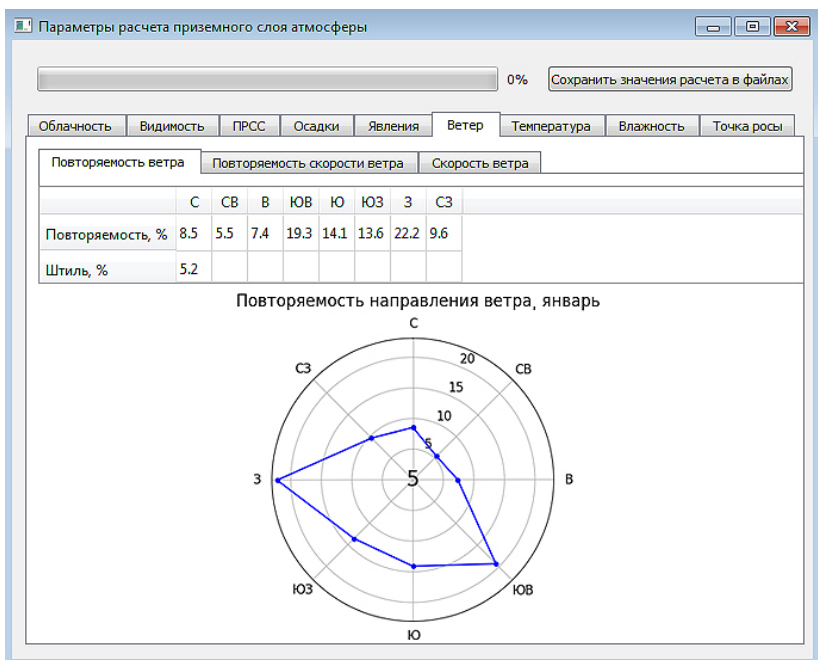 Параметры расчета приземного слоя атмосферы
0% Сохранить значения расчета в файлах
Облачность Видимость ПРСС Осадки Явления Ветер Температура Влажность Точка росы
Повторяемость ветра Повторяемость скорости ветра Скорость ветра
С СВ В ЮВ Ю ЮЗ З СЗ
Повторяемость, % 8.5 5.5 7.4 19.3 14.1 13.6 22.2 9.6
Штиль, % 5.2
Повторяемость направления ветра, январь
С
СЗ 20 СВ
15
10
5
З 5 В
ЮЗ ЮВ
Ю